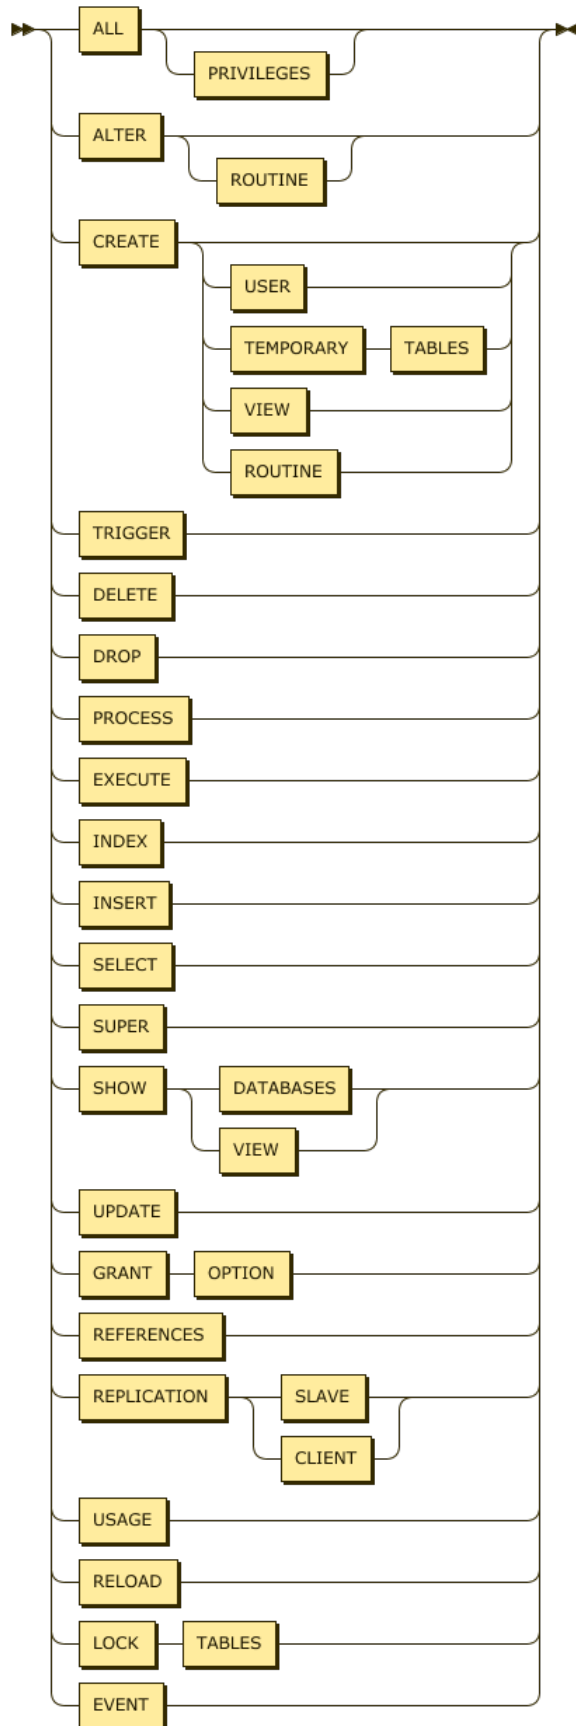 ALL
PRIVILEGES
ALTER
ROUTINE
CREATE
USER
TEMPORARY TABLES
VIEW
ROUTINE
TRIGGER
DELETE
DROP
PROCESS
EXECUTE
INDEX
INSERT
SELECT
SUPER
SHOW DATABASES
VIEW
UPDATE
GRANT OPTION
REFERENCES
REPLICATION SLAVE
CLIENT
USAGE
RELOAD
LOCK TABLES
EVENT